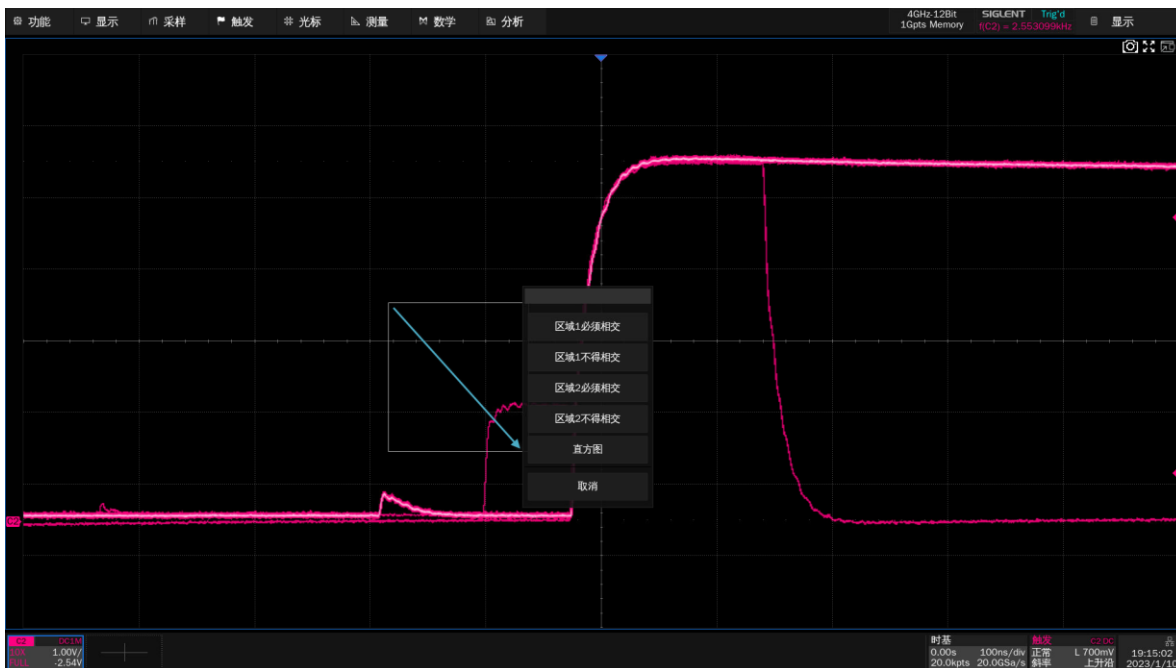 功能 显示 采样 触发 光标 测量 数学 分析
4GHz-12Bit
1Gpts Memory
SIGLENT Trig'd
f(C2) = 2.553099kHz
显示
区域1必须相交
区域1不得相交
区域2必须相交
区域2不得相交
直方图
取消
C2
C2 DC1M
10X 1.00V/
FULL -2.54V
时基
0.00s 100ns/div
20.0kpts 20.0GSa/s
触发 C2 DC
正常 L 700mV
斜率 上升沿
19:15:02